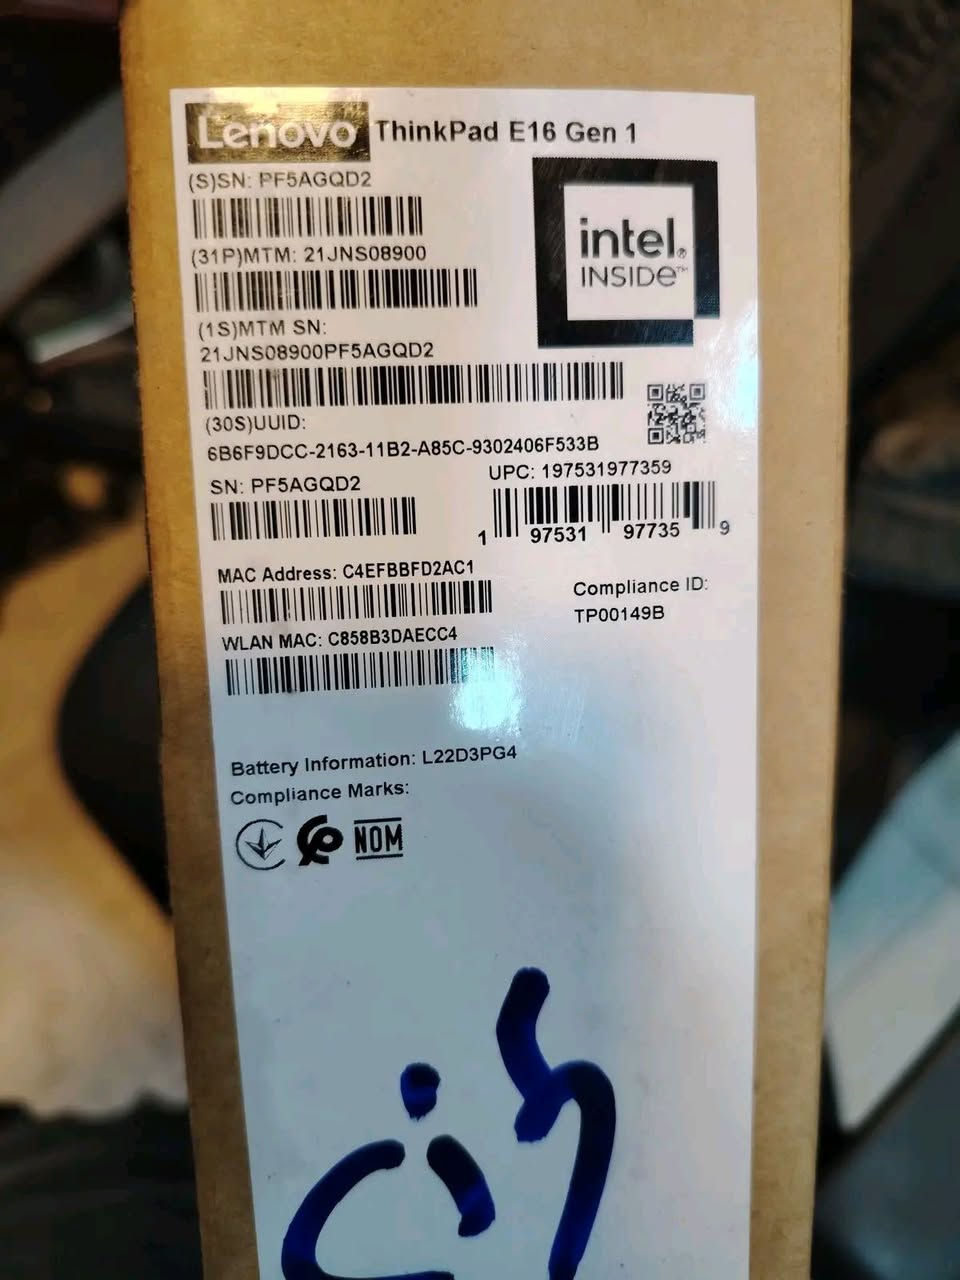 Lenovo ThinkPad E16 Gen 1
(S)SN: PF5AGQD2
intel.® INSIDE™
(31P)MTM: 21JNS08900
(1S)MTM SN:
21JNS08900PF5AGQD2
(30S)UUID:
6B6F9DCC-2163-11B2-A85C-9302406F533B
SN: PF5AGQD2
UPC: 197531977359
1 97531 97735 9
MAC Address: C4EFBBFD2AC1
Compliance ID:
TP00149B
WLAN MAC: C858B3DAECC4
Battery Information: L22D3PG4
Compliance Marks:
NOM